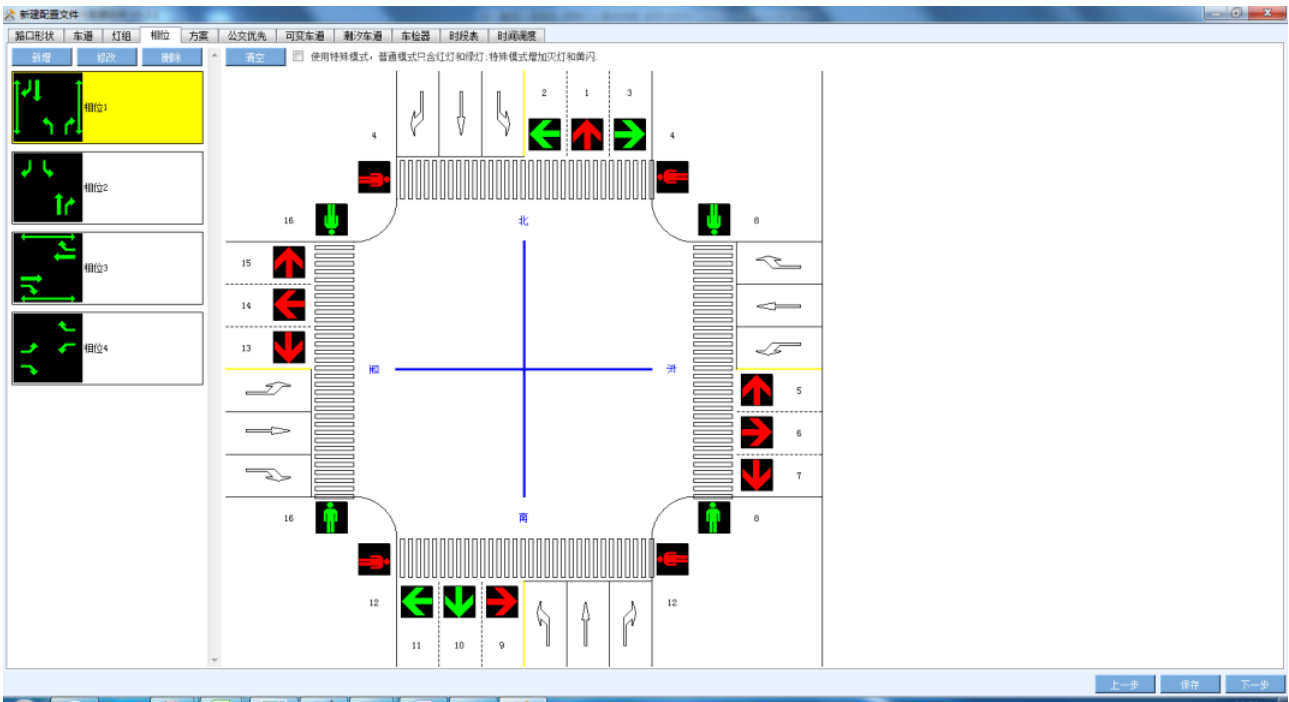 新建配置文件
路口形状 车道 灯组 相位 方案 公交优先 可变车道 潮汐车道 车检器 时段表 时间调度
新增 修改 删除 清空 使用特殊模式，普通模式只含红灯和绿灯;特殊模式增加灭灯和黄闪.
相位1
相位2
相位3
相位4
2 1 3
4 4
16 北 8
15
14
13
西 东
5
6
7
16 南 8
12 12
11 10 9
上一步 保存 下一步